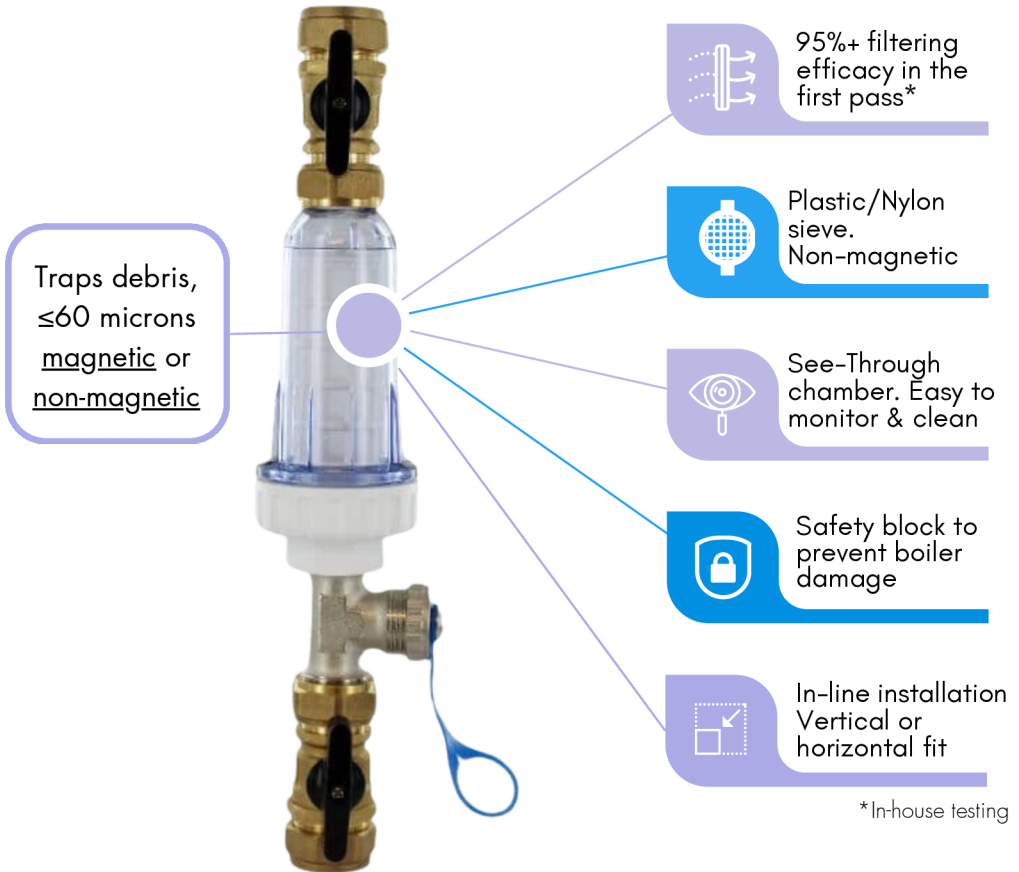 95%+ filtering
efficacy in the
first pass*
Plastic/Nylon
sieve.
Non-magnetic
Traps debris,
≤60 microns
magnetic or
non-magnetic
See-Through
chamber. Easy to
monitor & clean
Safety block to
prevent boiler
damage
In-line installation
Vertical or
horizontal fit
*In-house testing